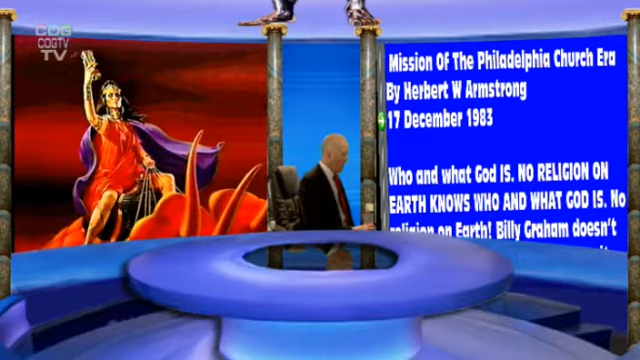 COG
COGTV
TV
Mission Of The Philadelphia Church Era
By Herbert W Armstrong
17 December 1983
Who and what God IS. NO RELIGION ON
EARTH KNOWS WHO AND WHAT GOD IS. No
religion on Earth! Billy Graham doesn't